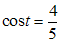 cost = 4/5